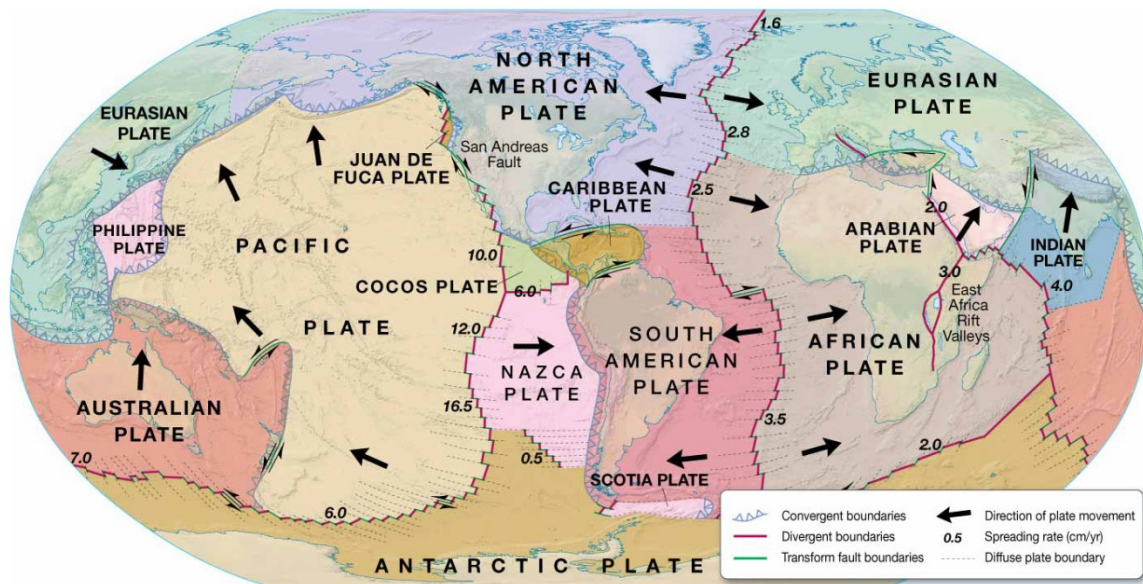 1.6
NORTH
AMERICAN
PLATE
EURASIAN
PLATE
EURASIAN
PLATE
2.8
JUAN DE
FUCA PLATE
San Andreas
Fault
CARIBBEAN
PLATE
2.5
2.0
PHILIPPINE
PLATE
PACIFIC
PLATE
10.0
COCOS PLATE
6.0
ARABIAN
PLATE
INDIAN
PLATE
3.0
4.0
East
Africa
Rift
Valleys
12.0
NAZCA
PLATE
SOUTH
AMERICAN
PLATE
AFRICAN
PLATE
AUSTRALIAN
PLATE
16.5
3.5
2.0
7.0
0.5
SCOTIA PLATE
6.0
ANTARCTIC PLATE
Convergent boundaries
Divergent boundaries
Transform fault boundaries
Direction of plate movement
0.5 Spreading rate (cm/yr)
Diffuse plate boundary